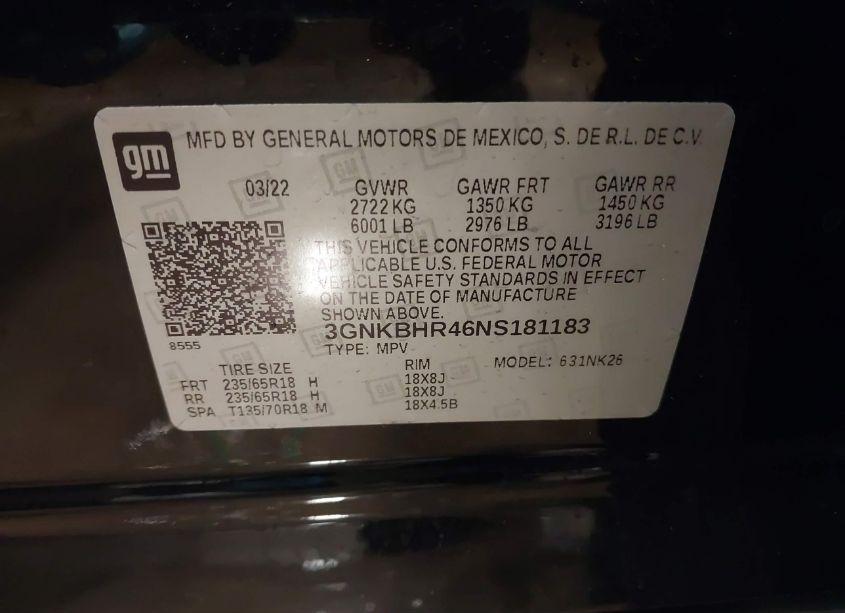 gm MFD BY GENERAL MOTORS DE MEXICO, S. DE R.L. DE C.V.
03/22 GVWR GAWR FRT GAWR RR
2722 KG 1350 KG 1450 KG
6001 LB 2976 LB 3196 LB
THIS VEHICLE CONFORMS TO ALL
APPLICABLE U.S. FEDERAL MOTOR
VEHICLE SAFETY STANDARDS IN EFFECT
ON THE DATE OF MANUFACTURE
SHOWN ABOVE.
8555
3GNKBHR46NS181183
TYPE: MPV MODEL: 631NK26
TIRE SIZE RIM
FRT 235/65R18 H 18X8J
RR 235/65R18 H 18X8J
SPA T135/70R18 M 18X4.5B